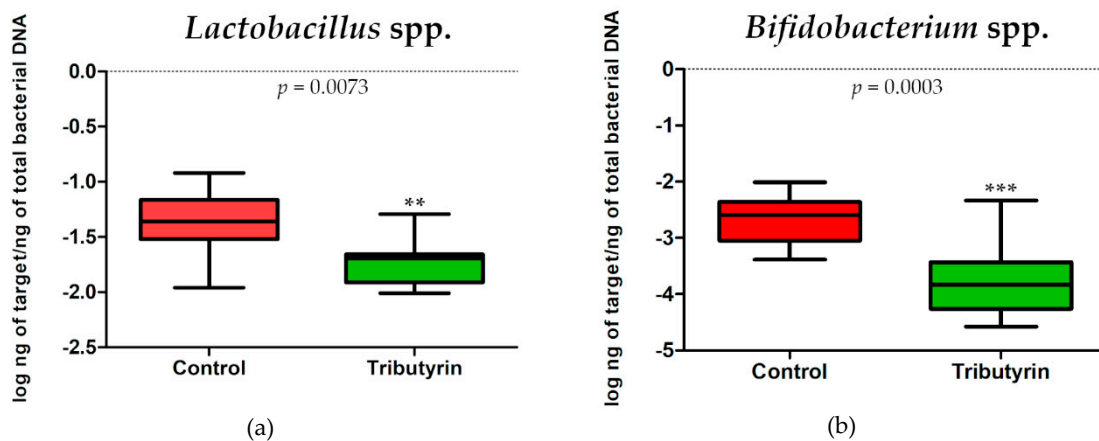 Lactobacillus spp.
log ng of target/ng of total bacterial DNA
0.0
-0.5
-1.0
-1.5
-2.0
-2.5
p = 0.0073
**
Control
Tributyrin
(a)
Bifidobacterium spp.
log ng of target/ng of total bacterial DNA
0
-1
-2
-3
-4
-5
p = 0.0003
***
Control
Tributyrin
(b)